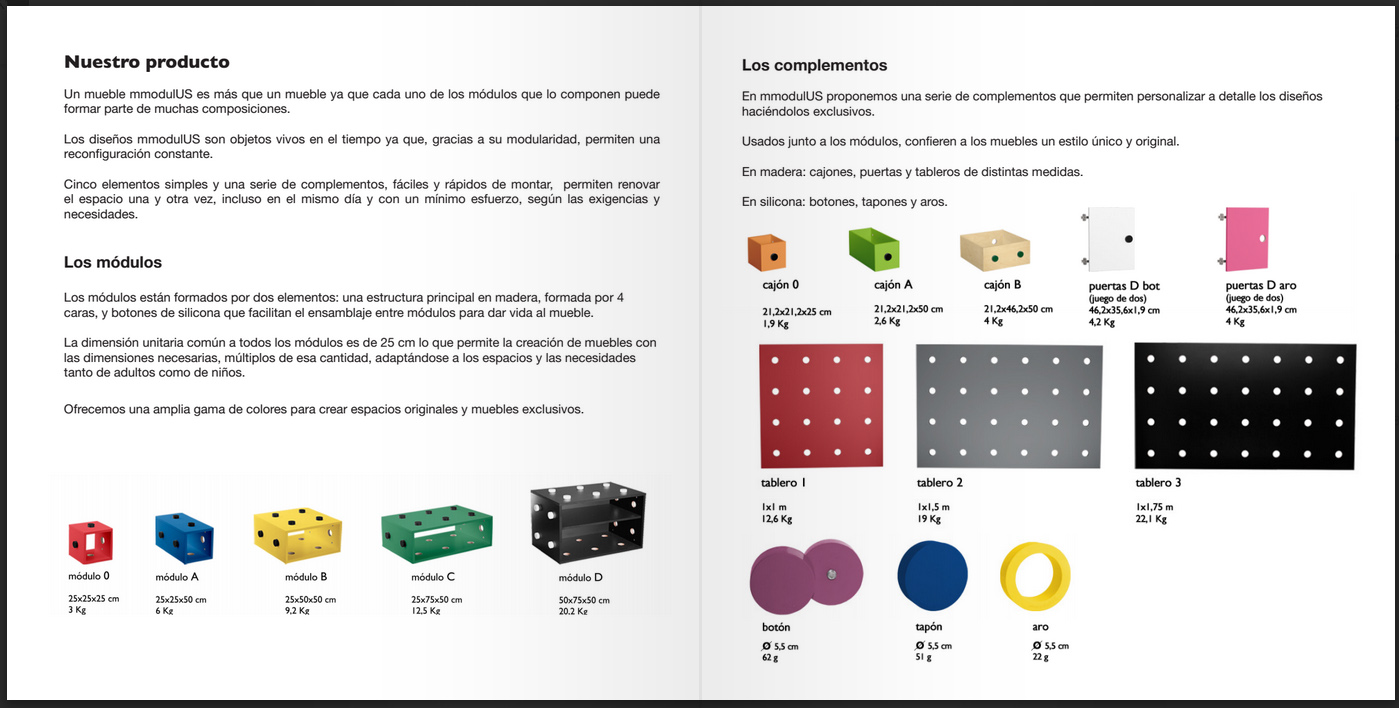 Nuestro producto
Un mueble mmodulUS es más que un mueble ya que cada uno de los módulos que lo componen puede
formar parte de muchas composiciones.
Los diseños mmodulUS son objetos vivos en el tiempo ya que, gracias a su modularidad, permiten una
reconfiguración constante.
Cinco elementos simples y una serie de complementos, fáciles y rápidos de montar, permiten renovar
el espacio una y otra vez, incluso en el mismo día y con un mínimo esfuerzo, según las exigencias y
necesidades.
Los módulos
Los módulos están formados por dos elementos: una estructura principal en madera, formada por 4
caras, y botones de silicona que facilitan el ensamblaje entre módulos para dar vida al mueble.
La dimensión unitaria común a todos los módulos es de 25 cm lo que permite la creación de muebles con
las dimensiones necesarias, múltiplos de esa cantidad, adaptándose a los espacios y las necesidades
tanto de adultos como de niños.
Ofrecemos una amplia gama de colores para crear espacios originales y muebles exclusivos.
módulo 0 módulo A módulo B módulo C módulo D
25x25x25 cm 25x25x50 cm 25x50x50 cm 25x75x50 cm 50x75x50 cm
3 Kg 6 Kg 9,2 Kg 12,5 Kg 20,2 Kg
Los complementos
En mmodulUS proponemos una serie de complementos que permiten personalizar a detalle los diseños
haciéndolos exclusivos.
Usados junto a los módulos, confieren a los muebles un estilo único y original.
En madera: cajones, puertas y tableros de distintas medidas.
En silicona: botones, tapones y aros.
cajón 0 cajón A cajón B puertas D bot puertas D aro
(juego de dos) (juego de dos)
21,2x21,2x25 cm 21,2x21,2x50 cm 21,2x46,2x50 cm 46,2x35,6x1,9 cm 46,2x35,6x1,9 cm
1,9 Kg 2,6 Kg 4 Kg 4,2 Kg 4 Kg
tablero 1 tablero 2 tablero 3
1x1 m 1x1,5 m 1x1,75 m
12,6 Kg 19 Kg 22,1 Kg
botón tapón aro
Ø 5,5 cm Ø 5,5 cm Ø 5,5 cm
62 g 51 g 22 g